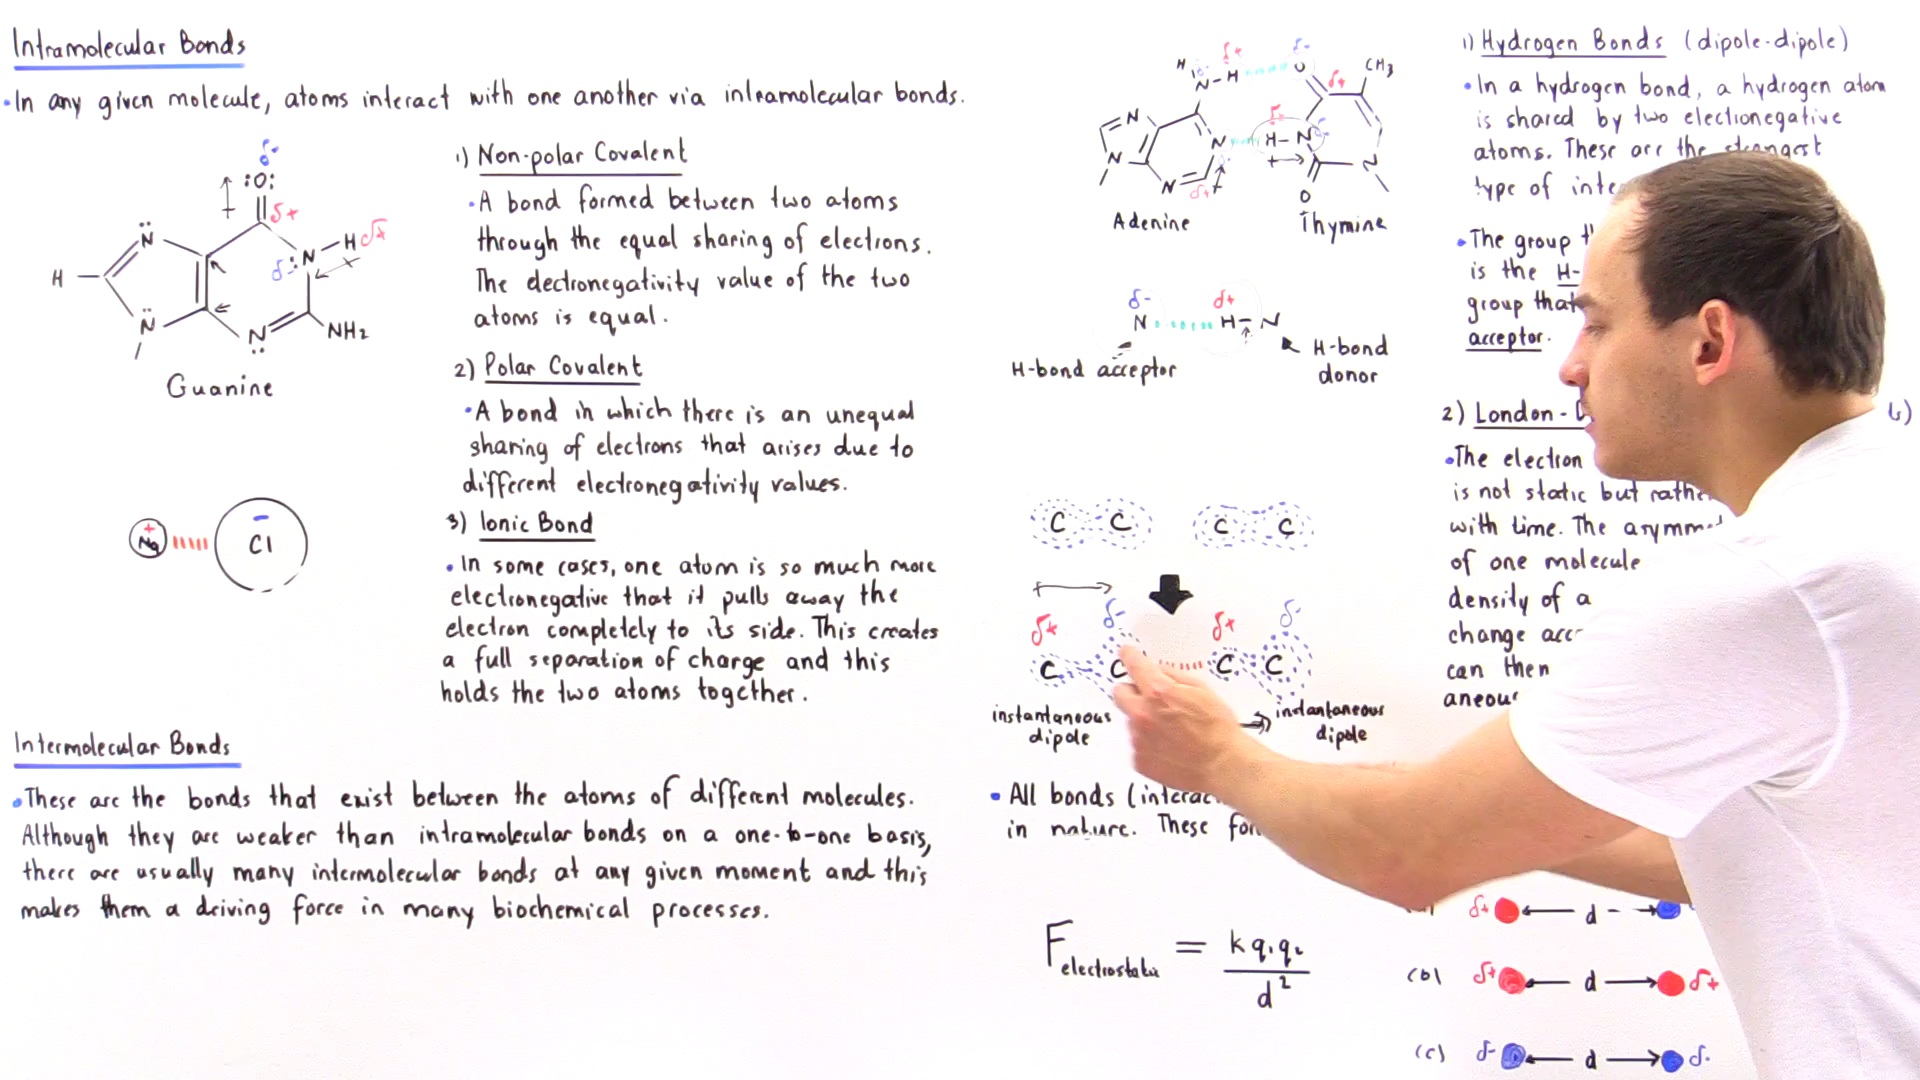 Intramolecular Bonds
• In any given molecule, atoms interact with one another via intramolecular bonds.
δ-
:O:
δ+
N
H
δ+
δ-
:N
H
N
N
NH2
Guanine
+
Na
-
Cl
1) Non-polar Covalent
• A bond formed between two atoms
through the equal sharing of electrons.
The electronegativity value of the two
atoms is equal.
2) Polar Covalent
• A bond in which there is an unequal
sharing of electrons that arises due to
different electronegativity values.
3) Ionic Bond
• In some cases, one atom is so much more
electronegative that it pulls away the
electron completely to its side. This creates
a full separation of charge and this
holds the two atoms together.
Intermolecular Bonds
• These are the bonds that exist between the atoms of different molecules.
Although they are weaker than intramolecular bonds on a one-to-one basis,
there are usually many intermolecular bonds at any given moment and this
makes them a driving force in many biochemical processes.
H
δ+
δ-
N-H
O
δ+
CH3
N
δ+
N
H-N
δ-
N
N
δ+
N
O
Adenine
Thymine
δ-
δ+
N
H-N
H-bond acceptor
H-bond
donor
C C
C C
δ+
δ-
δ+
δ-
C
C
C C
instantaneous
dipole
instantaneous
dipole
• All bonds
in nature. These
F electrostatic = kq1q2
d2
1) Hydrogen Bonds (dipole-dipole)
• In a hydrogen bond, a hydrogen atom
is shared by two electronegative
atoms. These are the strongest
type of
• The group
is the H-
group that
acceptor.
2) London-
• The electron
is not static but
with time. The
of one molecule
density of a
change
can then
δ+ d
(b) δ+ d δ+
(c) δ- d δ-